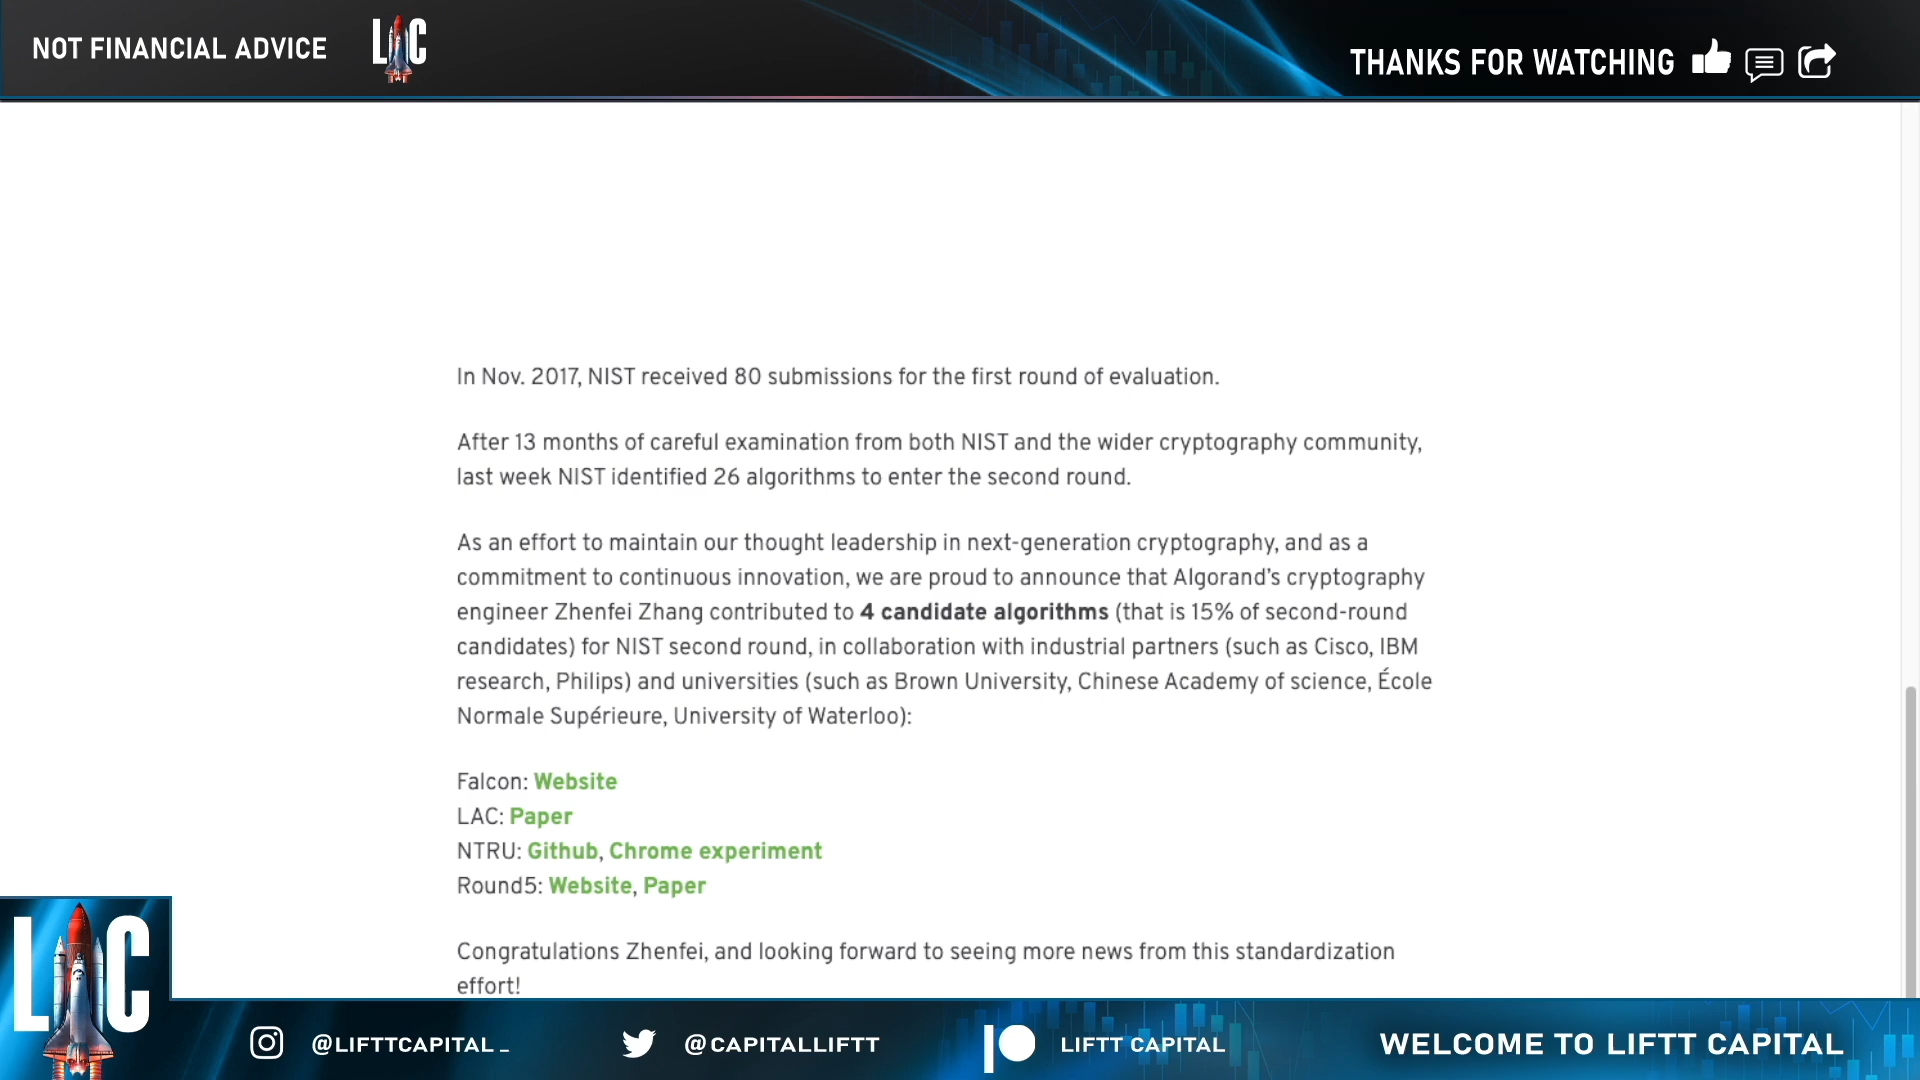 NOT FINANCIAL ADVICE
LAC
THANKS FOR WATCHING
In Nov. 2017, NIST received 80 submissions for the first round of evaluation.
After 13 months of careful examination from both NIST and the wider cryptography community,
last week NIST identified 26 algorithms to enter the second round.
As an effort to maintain our thought leadership in next-generation cryptography, and as a
commitment to continuous innovation, we are proud to announce that Algorand’s cryptography
engineer Zhenfei Zhang contributed to 4 candidate algorithms (that is 15% of second-round
candidates) for NIST second round, in collaboration with industrial partners (such as Cisco, IBM
research, Philips) and universities (such as Brown University, Chinese Academy of science, École
Normale Supérieure, University of Waterloo):
Falcon: Website
LAC: Paper
NTRU: Github, Chrome experiment
Round5: Website, Paper
Congratulations Zhenfei, and looking forward to seeing more news from this standardization
effort!
L C
@LIFTTCAPITAL_
@CAPITALLIFTT
LIFTT CAPITAL
WELCOME TO LIFTT CAPITAL